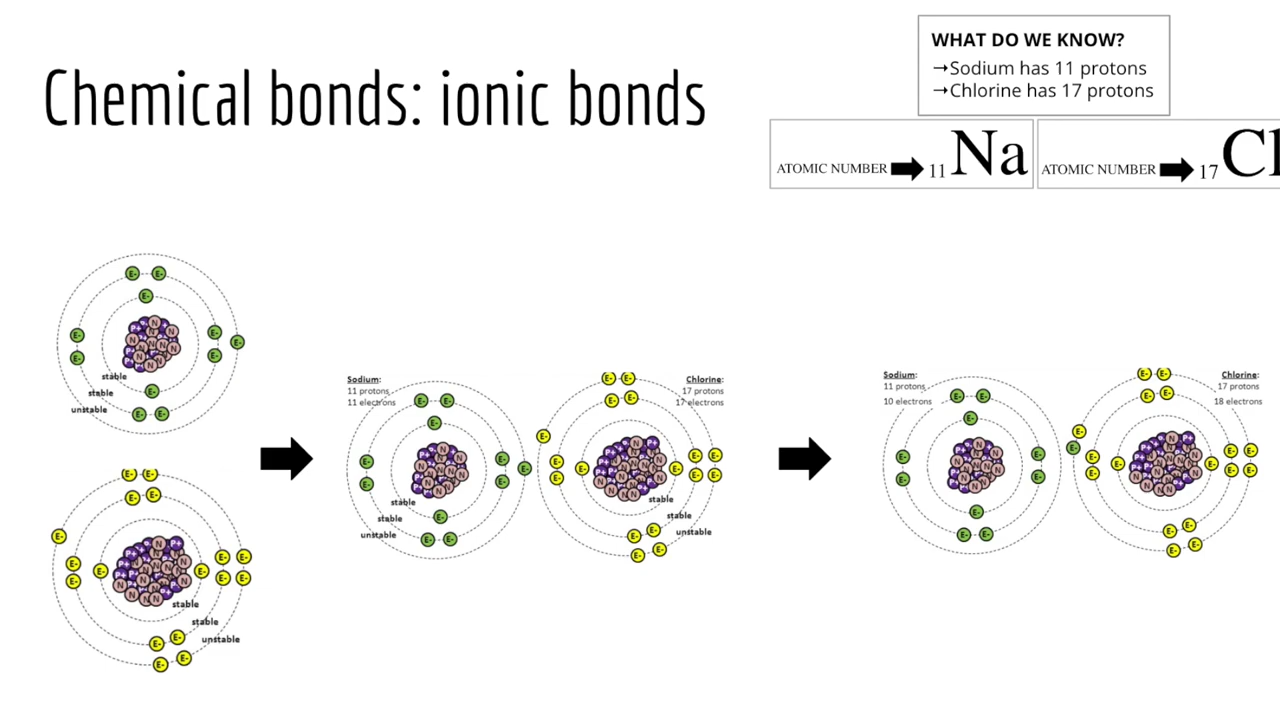 WHAT DO WE KNOW?
→Sodium has 11 protons
→Chlorine has 17 protons
Chemical bonds: ionic bonds
ATOMIC NUMBER 11 Na
ATOMIC NUMBER 17 Cl
stable
stable
unstable
stable
stable
unstable
Sodium:
11 protons
11 electrons
stable
stable
unstable
Chlorine:
17 protons
17 electrons
stable
stable
unstable
Sodium:
11 protons
10 electrons
Chlorine:
17 protons
18 electrons